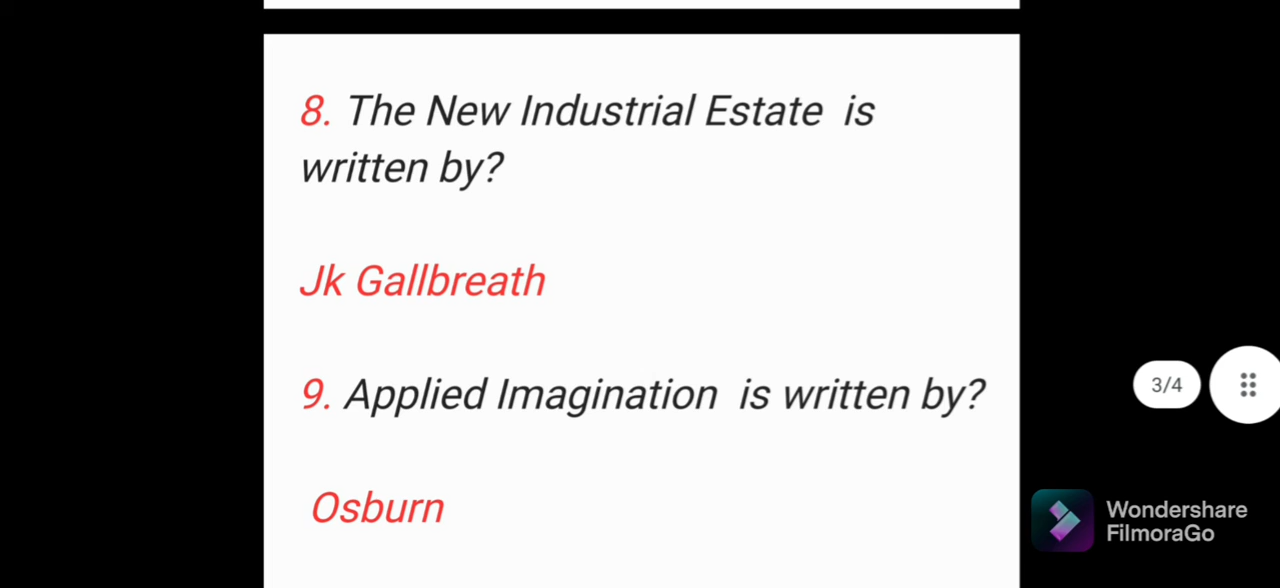 8. The New Industrial Estate is
written by?
Jk Gallbreath
9. Applied Imagination is written by?
Osburn
3/4
Wondershare
FilmoraGo